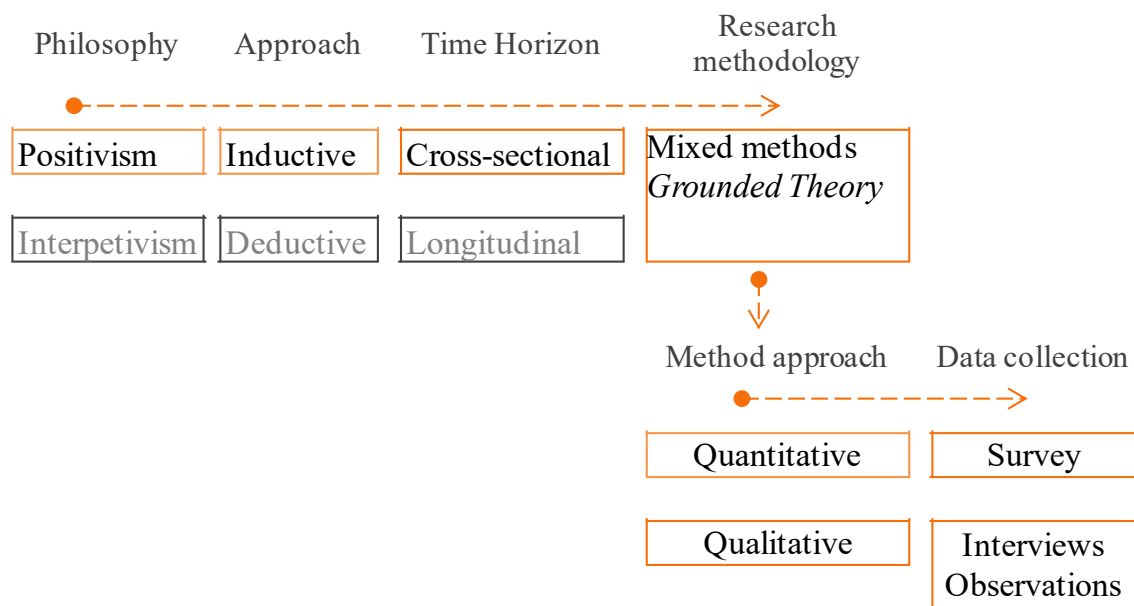 Philosophy
Approach
Time Horizon
Research
methodology
Positivism
Inductive
Cross-sectional
Mixed methods
Grounded Theory
Interpetivism
Deductive
Longitudinal
Method approach
Data collection
Quantitative
Survey
Qualitative
Interviews
Observations